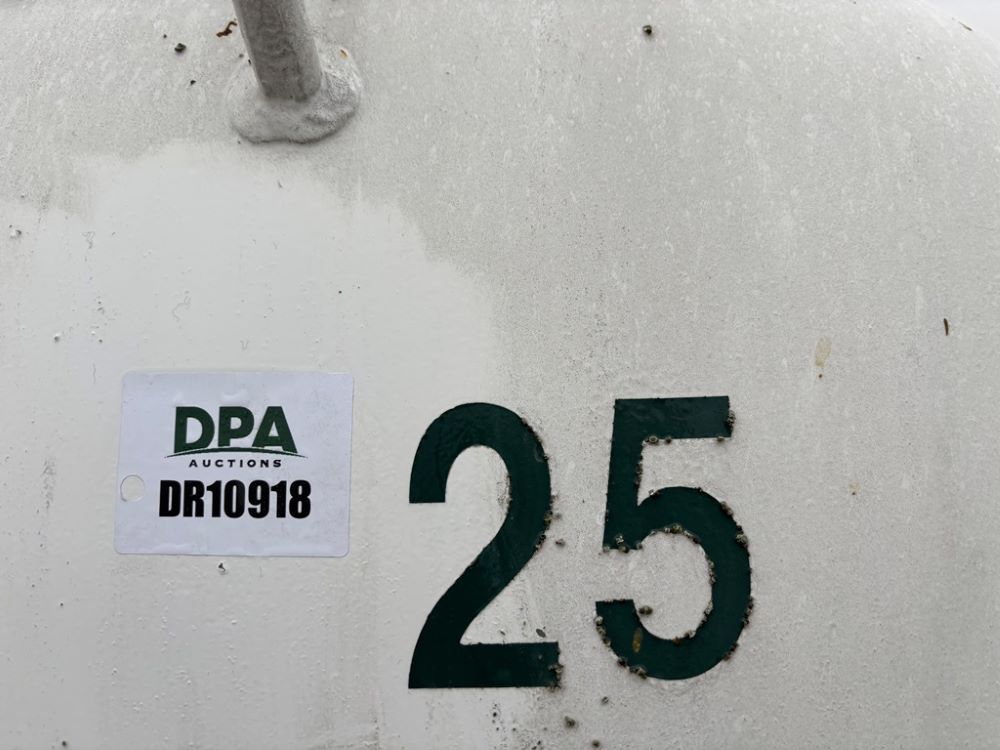 DPA
AUCTIONS
DR10918
25